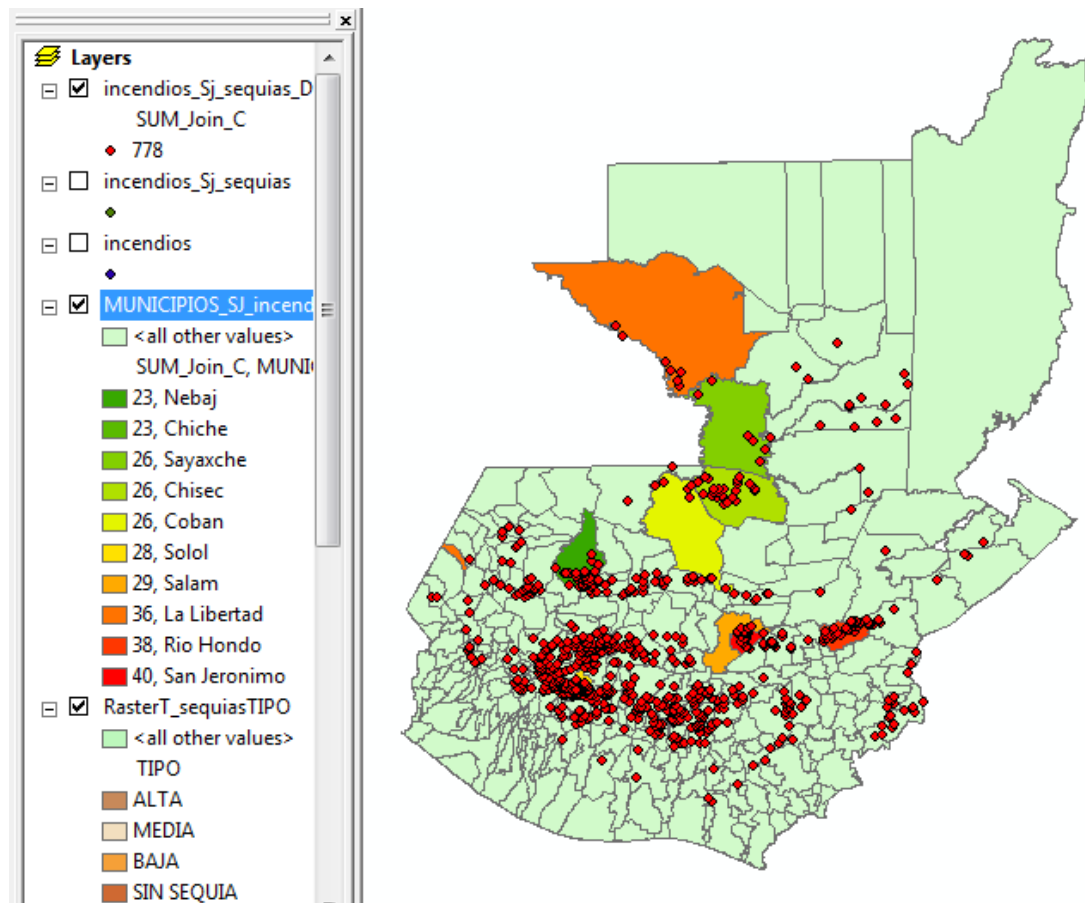 Layers
incendios_Sj_sequias_D
SUM_Join_C
778
incendios_Sj_sequias
incendios
MUNICIPIOS_SJ_incend
<all other values>
SUM_Join_C, MUNI
23, Nebaj
23, Chiche
26, Sayaxche
26, Chisec
26, Coban
28, Solol
29, Salam
36, La Libertad
38, Rio Hondo
40, San Jeronimo
RasterT_sequiasTIPO
<all other values>
TIPO
ALTA
MEDIA
BAJA
SIN SEQUIA